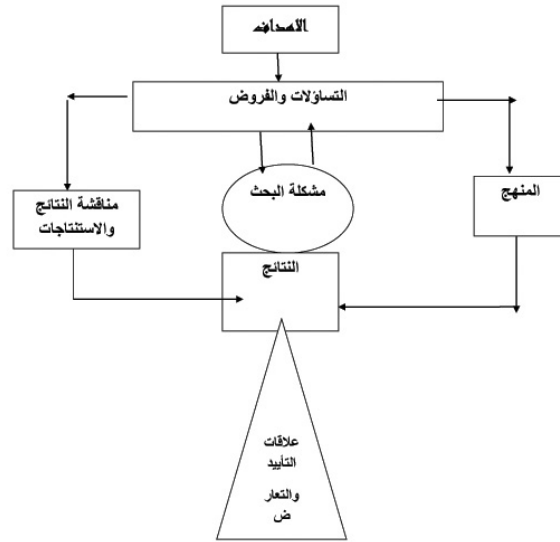 الأهداف
التساؤلات والفروض
مشكلة البحث
المنهج
مناقشة النتائج
والاستنتاجات
النتائج
علاقات
التأييد
والتعار
ض